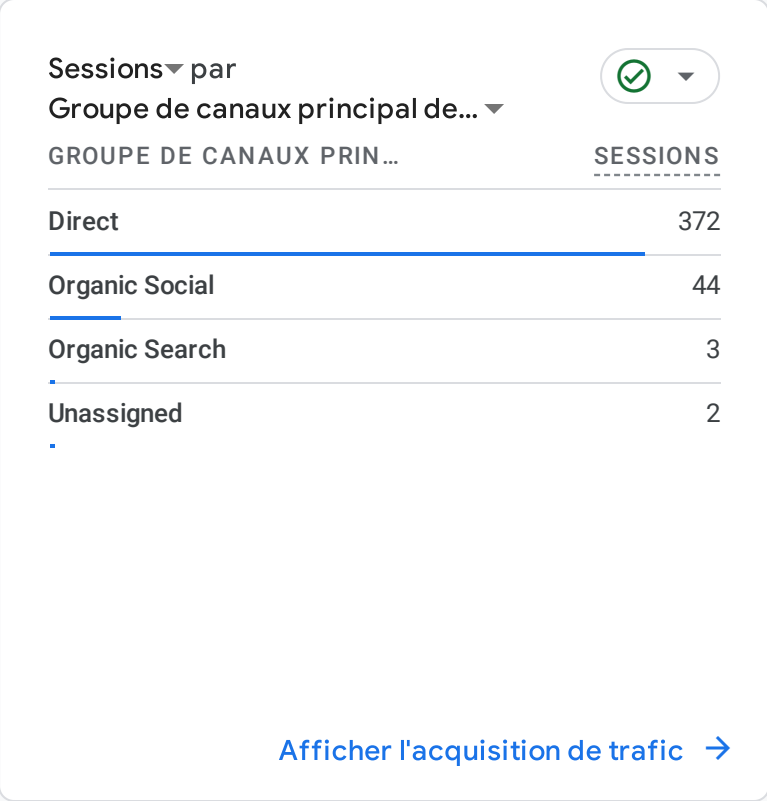 Sessions par
Groupe de canaux principal de...
GROUPE DE CANAUX PRIN... SESSIONS
Direct 372
Organic Social 44
Organic Search 3
Unassigned 2
Afficher l'acquisition de trafic